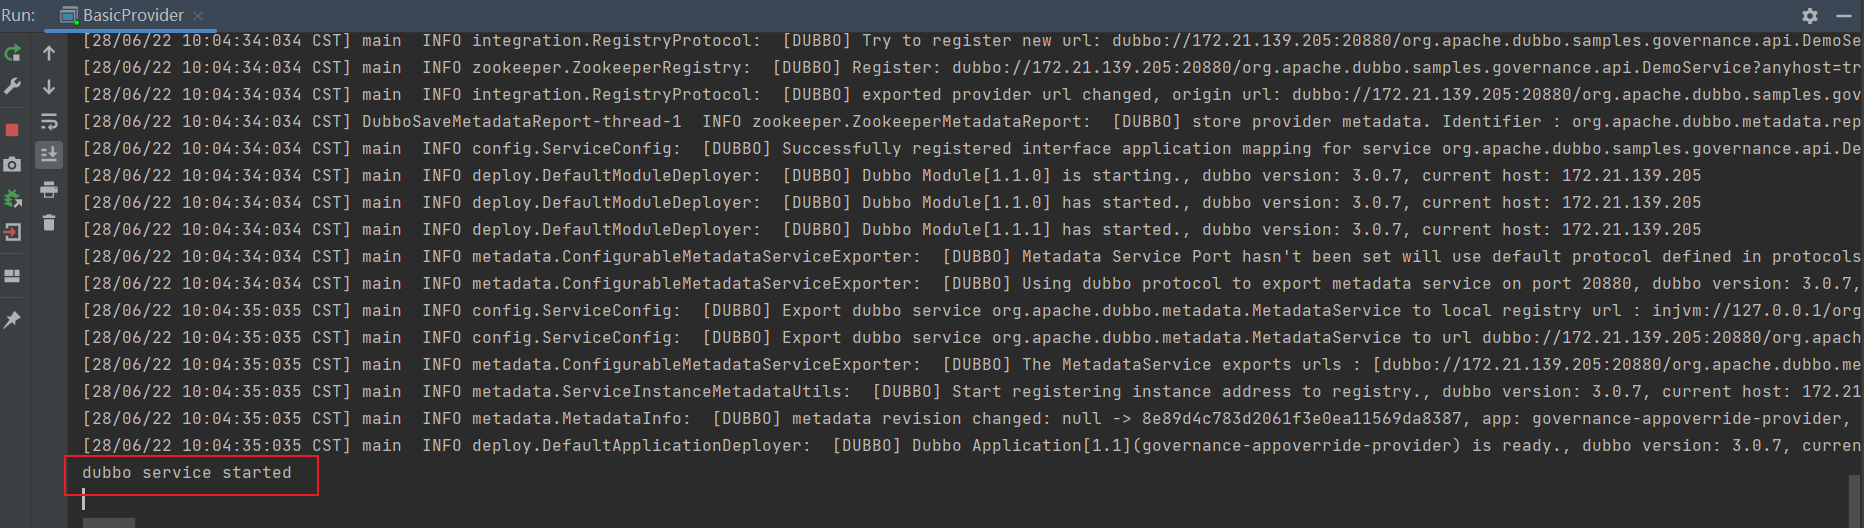 Run: BasicProvider
[28/06/22 10:04:34:034 CST] main  INFO integration.RegistryProtocol:  [DUBBO] Try to register new url: dubbo://172.21.139.205:20880/org.apache.dubbo.samples.governance.api.DemoSe
[28/06/22 10:04:34:034 CST] main  INFO zookeeper.ZookeeperRegistry:  [DUBBO] Register: dubbo://172.21.139.205:20880/org.apache.dubbo.samples.governance.api.DemoService?anyhost=tr
[28/06/22 10:04:34:034 CST] main  INFO integration.RegistryProtocol:  [DUBBO] exported provider url changed, origin url: dubbo://172.21.139.205:20880/org.apache.dubbo.samples.gov
[28/06/22 10:04:34:034 CST] DubboSaveMetadataReport-thread-1  INFO zookeeper.ZookeeperMetadataReport:  [DUBBO] store provider metadata. Identifier : org.apache.dubbo.metadata.rep
[28/06/22 10:04:34:034 CST] main  INFO config.ServiceConfig:  [DUBBO] Successfully registered interface application mapping for service org.apache.dubbo.samples.governance.api.De
[28/06/22 10:04:34:034 CST] main  INFO deploy.DefaultModuleDeployer:  [DUBBO] Dubbo Module[1.1.0] is starting., dubbo version: 3.0.7, current host: 172.21.139.205
[28/06/22 10:04:34:034 CST] main  INFO deploy.DefaultModuleDeployer:  [DUBBO] Dubbo Module[1.1.0] has started., dubbo version: 3.0.7, current host: 172.21.139.205
[28/06/22 10:04:34:034 CST] main  INFO deploy.DefaultModuleDeployer:  [DUBBO] Dubbo Module[1.1.1] has started., dubbo version: 3.0.7, current host: 172.21.139.205
[28/06/22 10:04:34:034 CST] main  INFO metadata.ConfigurableMetadataServiceExporter:  [DUBBO] Metadata Service Port hasn't been set will use default protocol defined in protocols
[28/06/22 10:04:34:034 CST] main  INFO metadata.ConfigurableMetadataServiceExporter:  [DUBBO] Using dubbo protocol to export metadata service on port 20880, dubbo version: 3.0.7,
[28/06/22 10:04:35:035 CST] main  INFO config.ServiceConfig:  [DUBBO] Export dubbo service org.apache.dubbo.metadata.MetadataService to local registry url : injvm://127.0.0.1/org
[28/06/22 10:04:35:035 CST] main  INFO config.ServiceConfig:  [DUBBO] Export dubbo service org.apache.dubbo.metadata.MetadataService to url dubbo://172.21.139.205:20880/org.apach
[28/06/22 10:04:35:035 CST] main  INFO metadata.ConfigurableMetadataServiceExporter:  [DUBBO] The MetadataService exports urls : [dubbo://172.21.139.205:20880/org.apache.dubbo.me
[28/06/22 10:04:35:035 CST] main  INFO metadata.ServiceInstanceMetadataUtils:  [DUBBO] Start registering instance address to registry., dubbo version: 3.0.7, current host: 172.21
[28/06/22 10:04:35:035 CST] main  INFO metadata.MetadataInfo:  [DUBBO] metadata revision changed: null -> 8e89d4c783d2061f3e0ea11569da8387, app: governance-appoverride-provider,
[28/06/22 10:04:35:035 CST] main  INFO deploy.DefaultApplicationDeployer:  [DUBBO] Dubbo Application[1.1](governance-appoverride-provider) is ready., dubbo version: 3.0.7, curren
dubbo service started